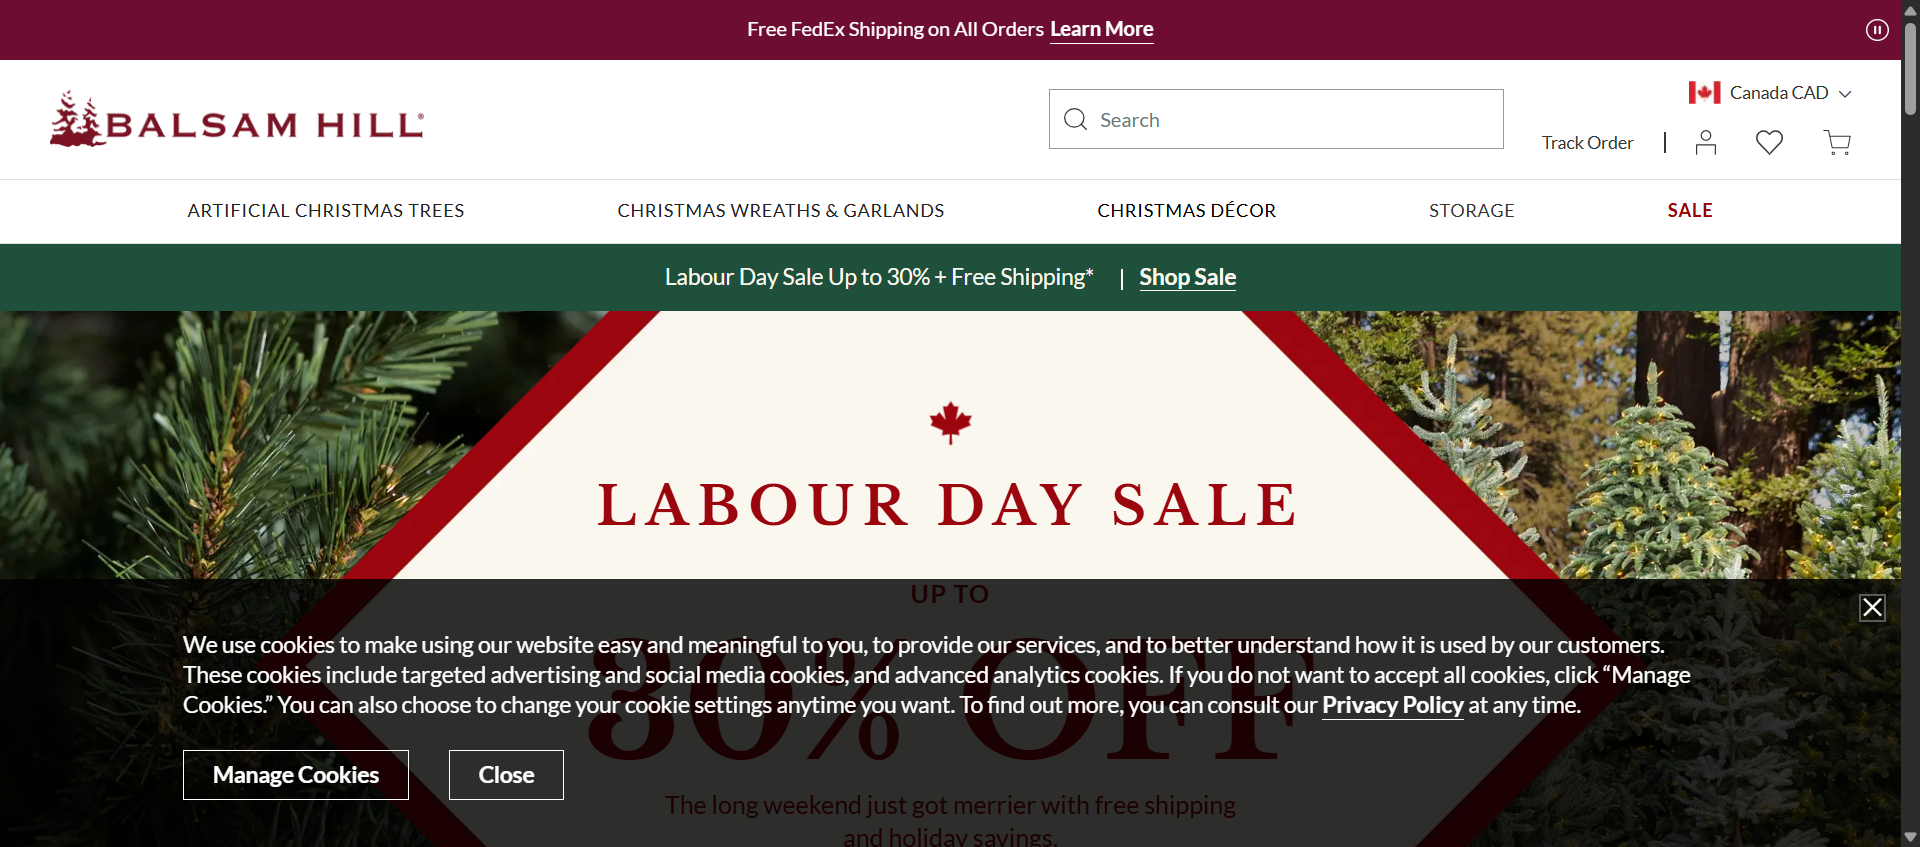 Free FedEx Shipping on All Orders Learn More
BALSAM HILL®
Search
Canada CAD
Track Order
ARTIFICIAL CHRISTMAS TREES
CHRISTMAS WREATHS & GARLANDS
CHRISTMAS DÉCOR
STORAGE
SALE
Labour Day Sale Up to 30% + Free Shipping* | Shop Sale
LABOUR DAY SALE
UP TO
30% OFF
We use cookies to make using our website easy and meaningful to you, to provide our services, and to better understand how it is used by our customers.
These cookies include targeted advertising and social media cookies, and advanced analytics cookies. If you do not want to accept all cookies, click “Manage
Cookies.” You can also choose to change your cookie settings anytime you want. To find out more, you can consult our Privacy Policy at any time.
Manage Cookies
Close
The long weekend just got merrier with free shipping
and holiday savings.